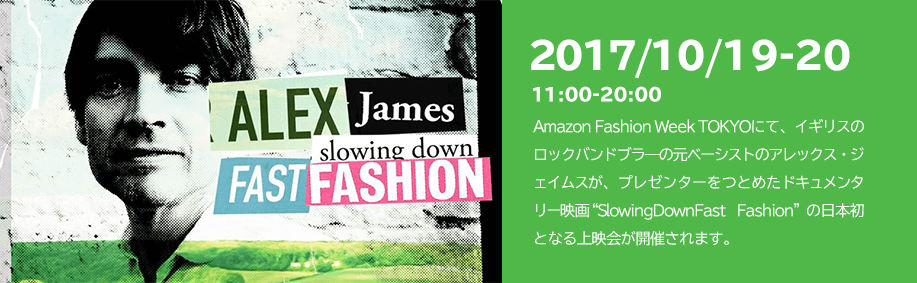 ALEX James
slowing down
FAST FASHION
2017/10/19-20
11:00-20:00
Amazon Fashion Week TOKYOにて、イギリスの
ロックバンドブラ―の元ベーシストのアレックス・ジ
ェイムスが、プレゼンターをつとめたドキュメンタ
リー映画“SlowingDownFast Fashion”の日本初
となる上映会が開催されます。